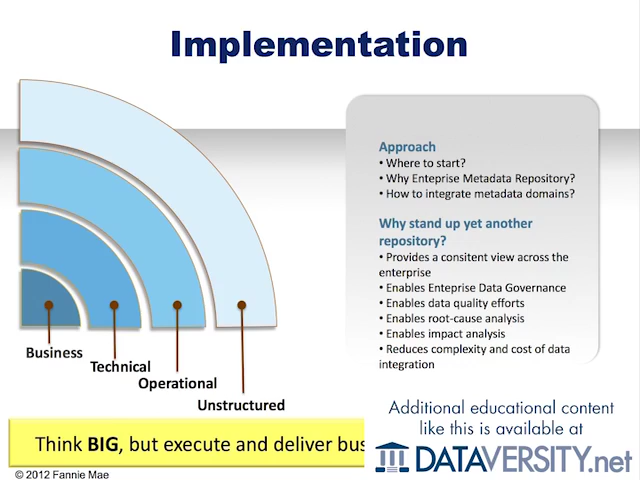 Implementation
Approach
• Where to start?
• Why Enteprise Metadata Repository?
• How to integrate metadata domains?
Why stand up yet another
repository?
• Provides a consitent view across the
enterprise
• Enables Enteprise Data Governance
• Enables data quality efforts
• Enables root-cause analysis
• Enables impact analysis
• Reduces complexity and cost of data
integration
Business
Technical
Operational
Unstructured
Think BIG, but execute and deliver bus
Additional educational content
like this is available at
DATAVERSITY.net
© 2012 Fannie Mae